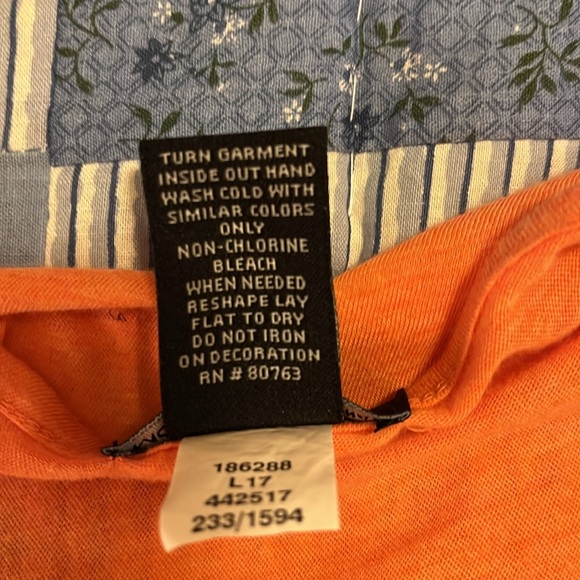 TURN GARMENT
INSIDE OUT HAND
WASH COLD WITH
SIMILAR COLORS
ONLY
NON-CHLORINE
BLEACH
WHEN NEEDED
RESHAPE LAY
FLAT TO DRY
DO NOT IRON
ON DECORATION
RN # 80763
186288
L 17
442517
233/1594